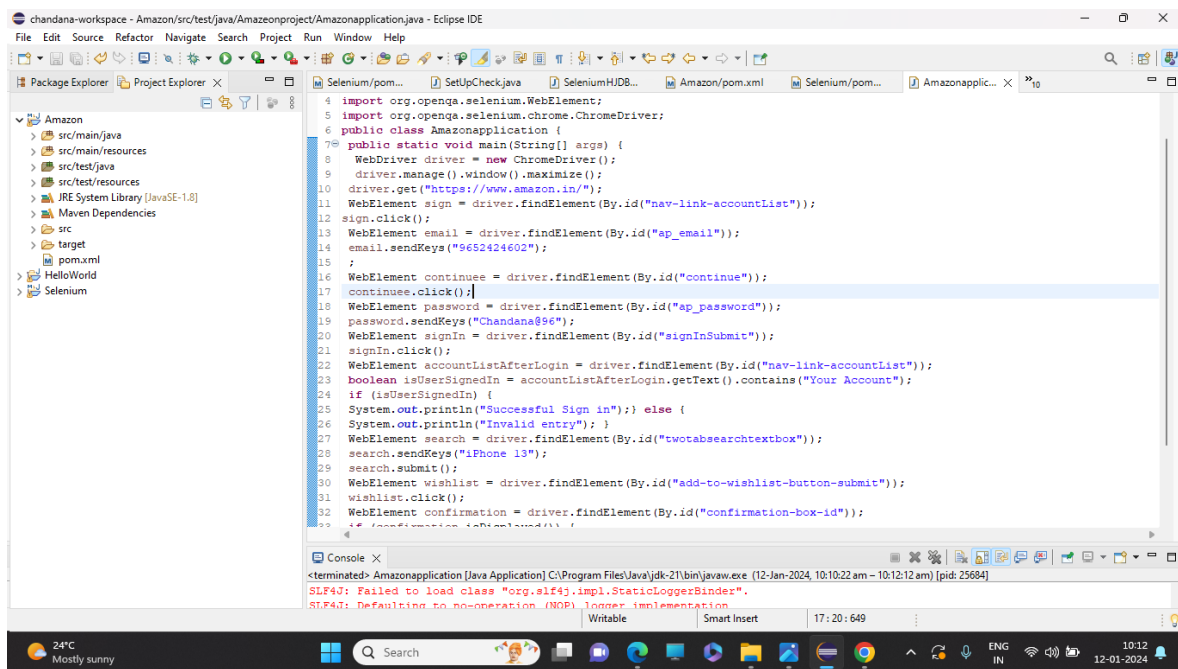 chandana-workspace - Amazon/src/test/java/Amazeonproject/Amazonapplication.java - Eclipse IDE
File Edit Source Refactor Navigate Search Project Run Window Help
Package Explorer Project Explorer
Selenium/pom... SetUpCheck.java SeleniumHJDB... Amazon/pom.xml Selenium/pom... Amazonapplic... »10
Amazon
src/main/java
src/main/resources
src/test/java
src/test/resources
JRE System Library [JavaSE-1.8]
Maven Dependencies
src
target
pom.xml
HelloWorld
Selenium
4 import org.openqa.selenium.WebElement;
5 import org.openqa.selenium.chrome.ChromeDriver;
6 public class Amazonapplication {
7 public static void main(String[] args) {
8 WebDriver driver = new ChromeDriver();
9 driver.manage().window().maximize();
10 driver.get("https://www.amazon.in/");
11 WebElement sign = driver.findElement(By.id("nav-link-accountList"));
12 sign.click();
13 WebElement email = driver.findElement(By.id("ap_email"));
14 email.sendKeys("9652424602");
15 ;
16 WebElement continuee = driver.findElement(By.id("continue"));
17 continuee.click();
18 WebElement password = driver.findElement(By.id("ap_password"));
19 password.sendKeys("Chandana@96");
20 WebElement signIn = driver.findElement(By.id("signInSubmit"));
21 signIn.click();
22 WebElement accountListAfterLogin = driver.findElement(By.id("nav-link-accountList"));
23 boolean isUserSignedIn = accountListAfterLogin.getText().contains("Your Account");
24 if (isUserSignedIn) {
25 System.out.println("Successful Sign in");} else {
26 System.out.println("Invalid entry"); }
27 WebElement search = driver.findElement(By.id("twotabsearchtextbox"));
28 search.sendKeys("iPhone 13");
29 search.submit();
30 WebElement wishlist = driver.findElement(By.id("add-to-wishlist-button-submit"));
31 wishlist.click();
32 WebElement confirmation = driver.findElement(By.id("confirmation-box-id"));
33 if (confirmation.isDisplayed()) {
Console
<terminated> Amazonapplication [Java Application] C:\Program Files\Java\jdk-21\bin\javaw.exe (12-Jan-2024, 10:10:22 am – 10:12:12 am) [pid: 25684]
SLF4J: Failed to load class "org.slf4j.impl.StaticLoggerBinder".
SLF4J: Defaulting to no-operation (NOP) logger implementation
Writable Smart Insert 17 : 20 : 649
24°C
Mostly sunny
Search
ENG
IN
10:12
12-01-2024